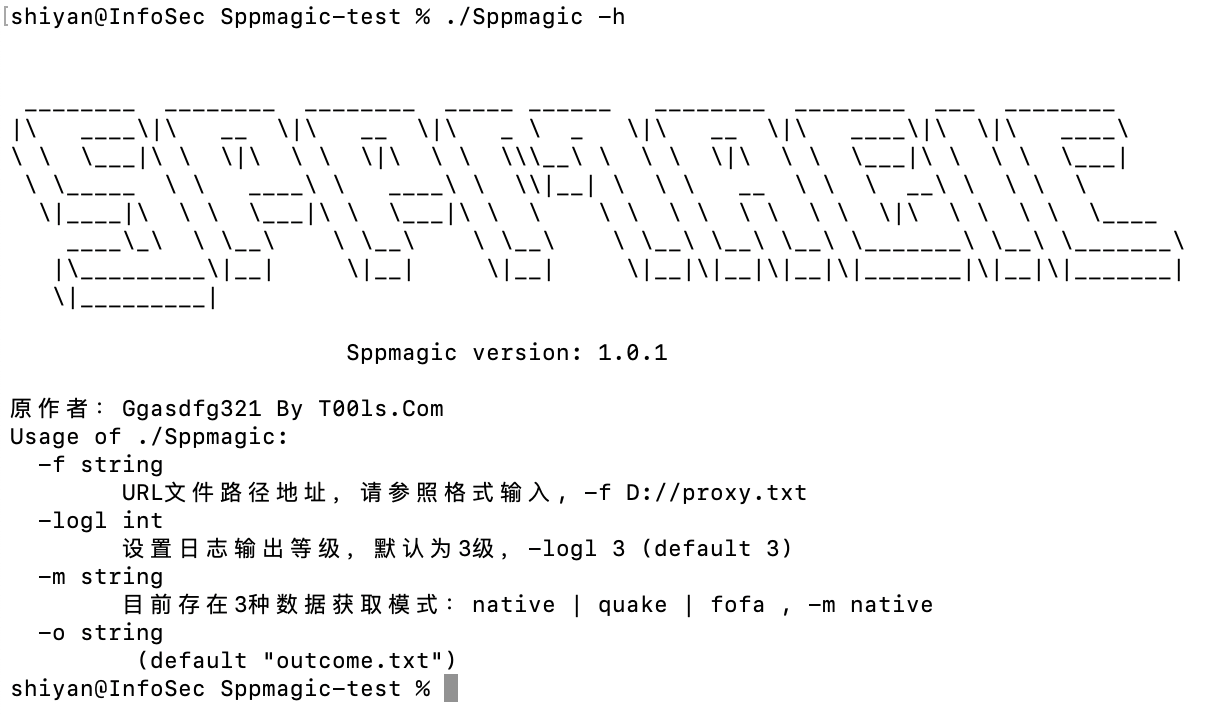 shiyan@InfoSec Sppmagic-test % ./Sppmagic -h
SPPMAGIC
Sppmagic version: 1.0.1
原作者：Ggasdfg321 By T00ls.Com
Usage of ./Sppmagic:
-f string
URL文件路径地址，请参照格式输入，-f D://proxy.txt
-logl int
设置日志输出等级，默认为3级，-logl 3 (default 3)
-m string
目前存在3种数据获取模式：native | quake | fofa ，-m native
-o string
(default "outcome.txt")
shiyan@InfoSec Sppmagic-test %